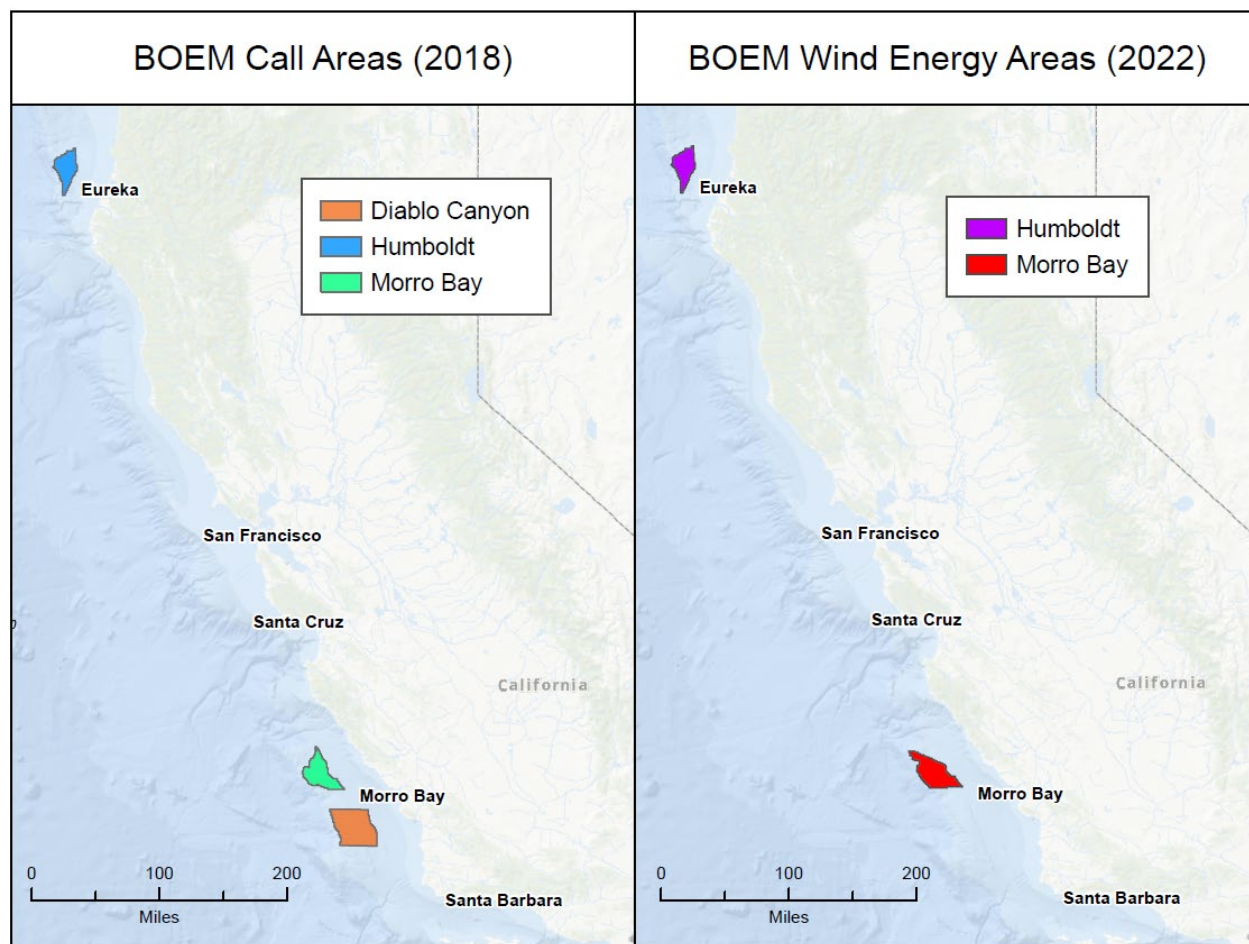 BOEM Call Areas (2018)
Eureka
Diablo Canyon
Humboldt
Morro Bay
San Francisco
Santa Cruz
California
Morro Bay
Santa Barbara
0 100 200
Miles
BOEM Wind Energy Areas (2022)
Eureka
Humboldt
Morro Bay
San Francisco
Santa Cruz
California
Morro Bay
Santa Barbara
0 100 200
Miles